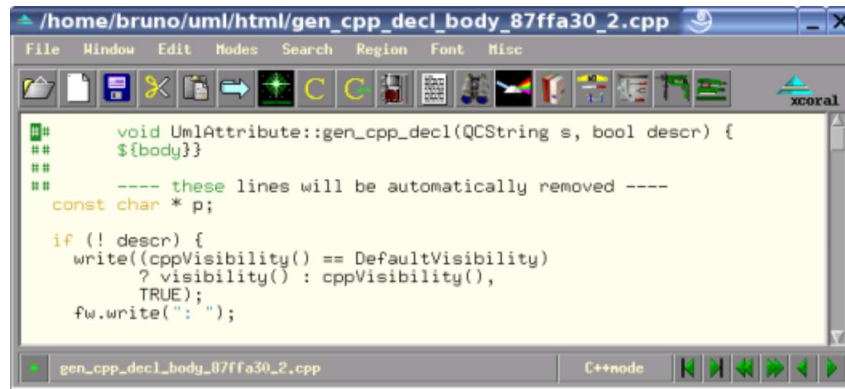 /home/bruno/uml/html/gen_cpp_decl_body_87ffa30_2.cpp
File Window Edit Modes Search Region Font Misc
C C
xcoral
## void UmlAttribute::gen_cpp_decl(QCString s, bool descr) {
## ${body}}
##
## ---- these lines will be automatically removed ----
const char * p;
if (! descr) {
write((cppVisibility() == DefaultVisibility)
? visibility() : cppVisibility(),
TRUE);
fw.write(": ");
gen_cpp_decl_body_87ffa30_2.cpp C++mode